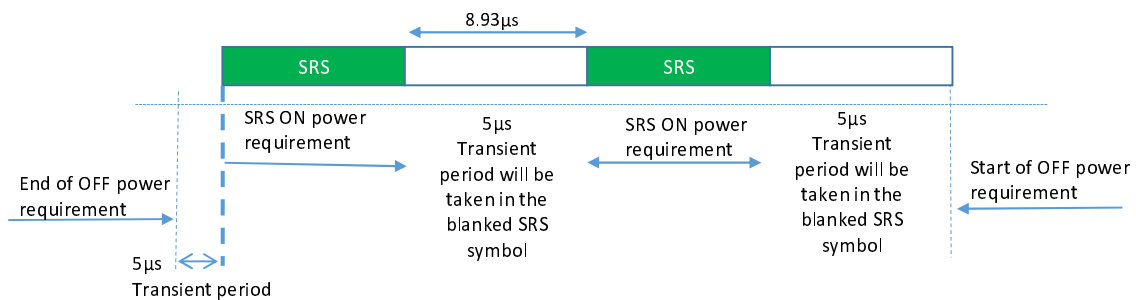 8.93µs
SRS
SRS
SRS ON power
requirement
5µs
Transient
period will be
taken in the
blanked SRS
symbol
SRS ON power
requirement
5µs
Transient
period will be
taken in the
blanked SRS
symbol
End of OFF power
requirement
Start of OFF power
requirement
5µs
Transient period